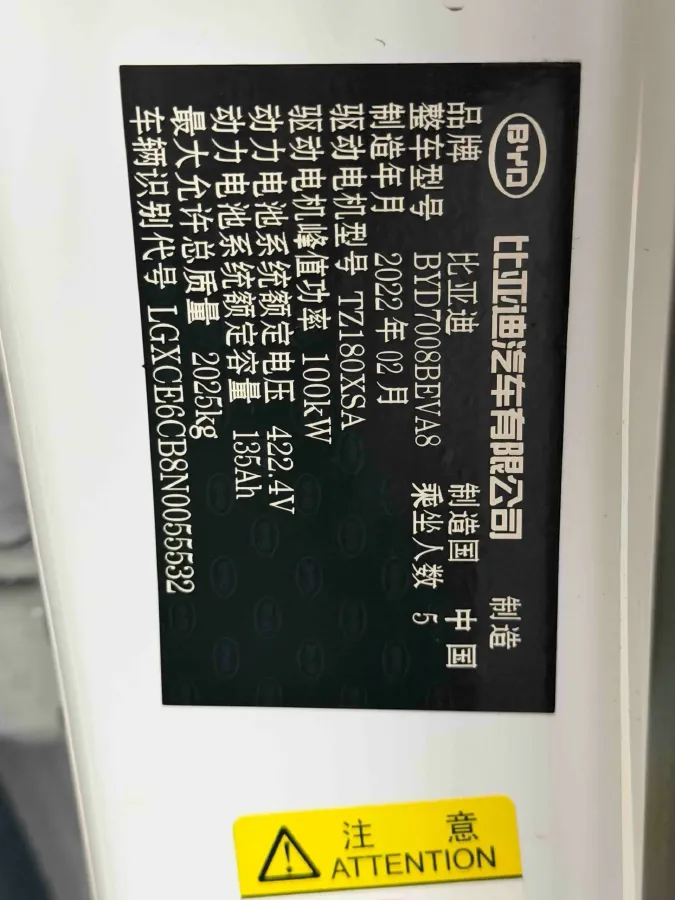 BYD 比亚迪汽车有限公司 制造
品牌 比亚迪 制造国 中国
整车型号 BYD7008BEVA8 乘坐人数 5
制造年月 2022年02月
驱动电机型号 TZ180XSA
驱动电机峰值功率 100kW
动力电池系统额定电压 422.4V
动力电池系统额定容量 135Ah
最大允许总质量 2025kg
车辆识别代号 LGXCE6CB8N0055532
注 意
ATTENTION